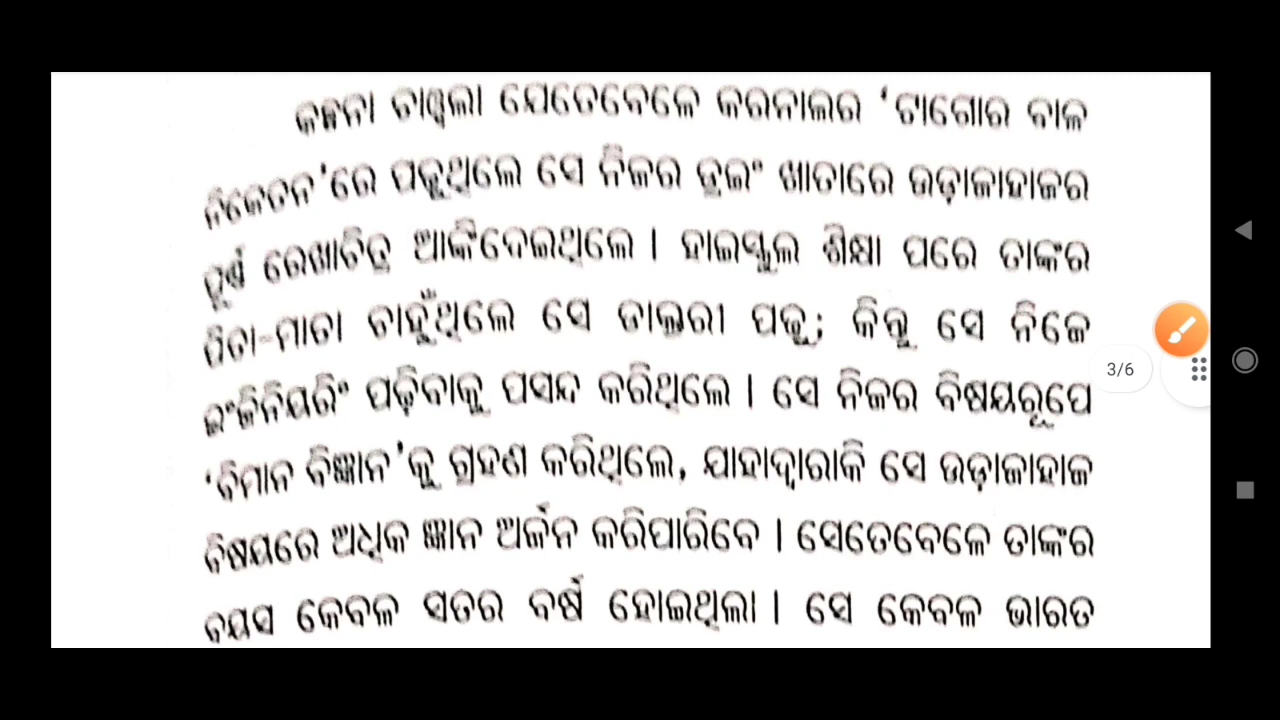 କଳ୍ପନା ଚାୱଲା ଯେତେବେଳେ କରନାଲର ‘ଟାଗୋର ବାଳ
ନିକେତନ’ରେ ପଢୁଥିଲେ ସେ ନିଜର ଡ୍ରଇଂ ଖାତାରେ ଉଡ଼ାଜାହାଜର
ପୂର୍ଣ୍ଣ ରେଖାଚିତ୍ର ଆଙ୍କିଦେଇଥିଲେ । ହାଇସ୍କୁଲ ଶିକ୍ଷା ପରେ ତାଙ୍କର
ପିତା-ମାତା ଚାହୁଁଥିଲେ ସେ ଡାକ୍ତରୀ ପଢୁ; କିନ୍ତୁ ସେ ନିଜେ
ଇଂଜିନିୟରିଂ ପଢ଼ିବାକୁ ପସନ୍ଦ କରିଥିଲେ । ସେ ନିଜର ବିଷୟରୂପେ
‘ବିମାନ ବିଜ୍ଞାନ’କୁ ଗ୍ରହଣ କରିଥିଲେ, ଯାହାଦ୍ୱାରାକି ସେ ଉଡ଼ାଜାହାଜ
ବିଷୟରେ ଅଧିକ ଜ୍ଞାନ ଅର୍ଜନ କରିପାରିବେ । ସେତେବେଳେ ତାଙ୍କର
ବୟସ କେବଳ ସତର ବର୍ଷ ହୋଇଥିଲା । ସେ କେବଳ ଭାରତ
3/6